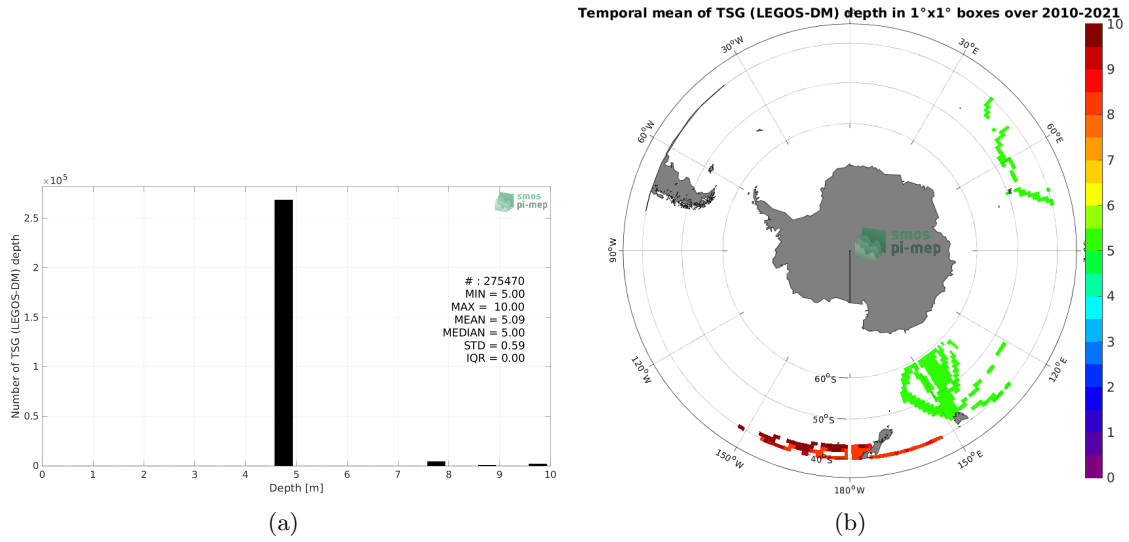 Temporal mean of TSG (LEGOS-DM) depth in 1°x1° boxes over 2010-2021
×10⁵
2.5
2
1.5
1
0.5
0
Number of TSG (LEGOS-DM) depth
0 1 2 3 4 5 6 7 8 9 10
Depth [m]
smos
pi-mep
# : 275470
MIN = 5.00
MAX = 10.00
MEAN = 5.09
MEDIAN = 5.00
STD = 0.59
IQR = 0.00
(a)
30°W
30°E
60°W
60°E
90°W
120°W
120°E
150°W
150°E
180°W
60°S
50°S
40°S
smos
pi-mep
10
9
8
7
6
5
4
3
2
1
0
(b)